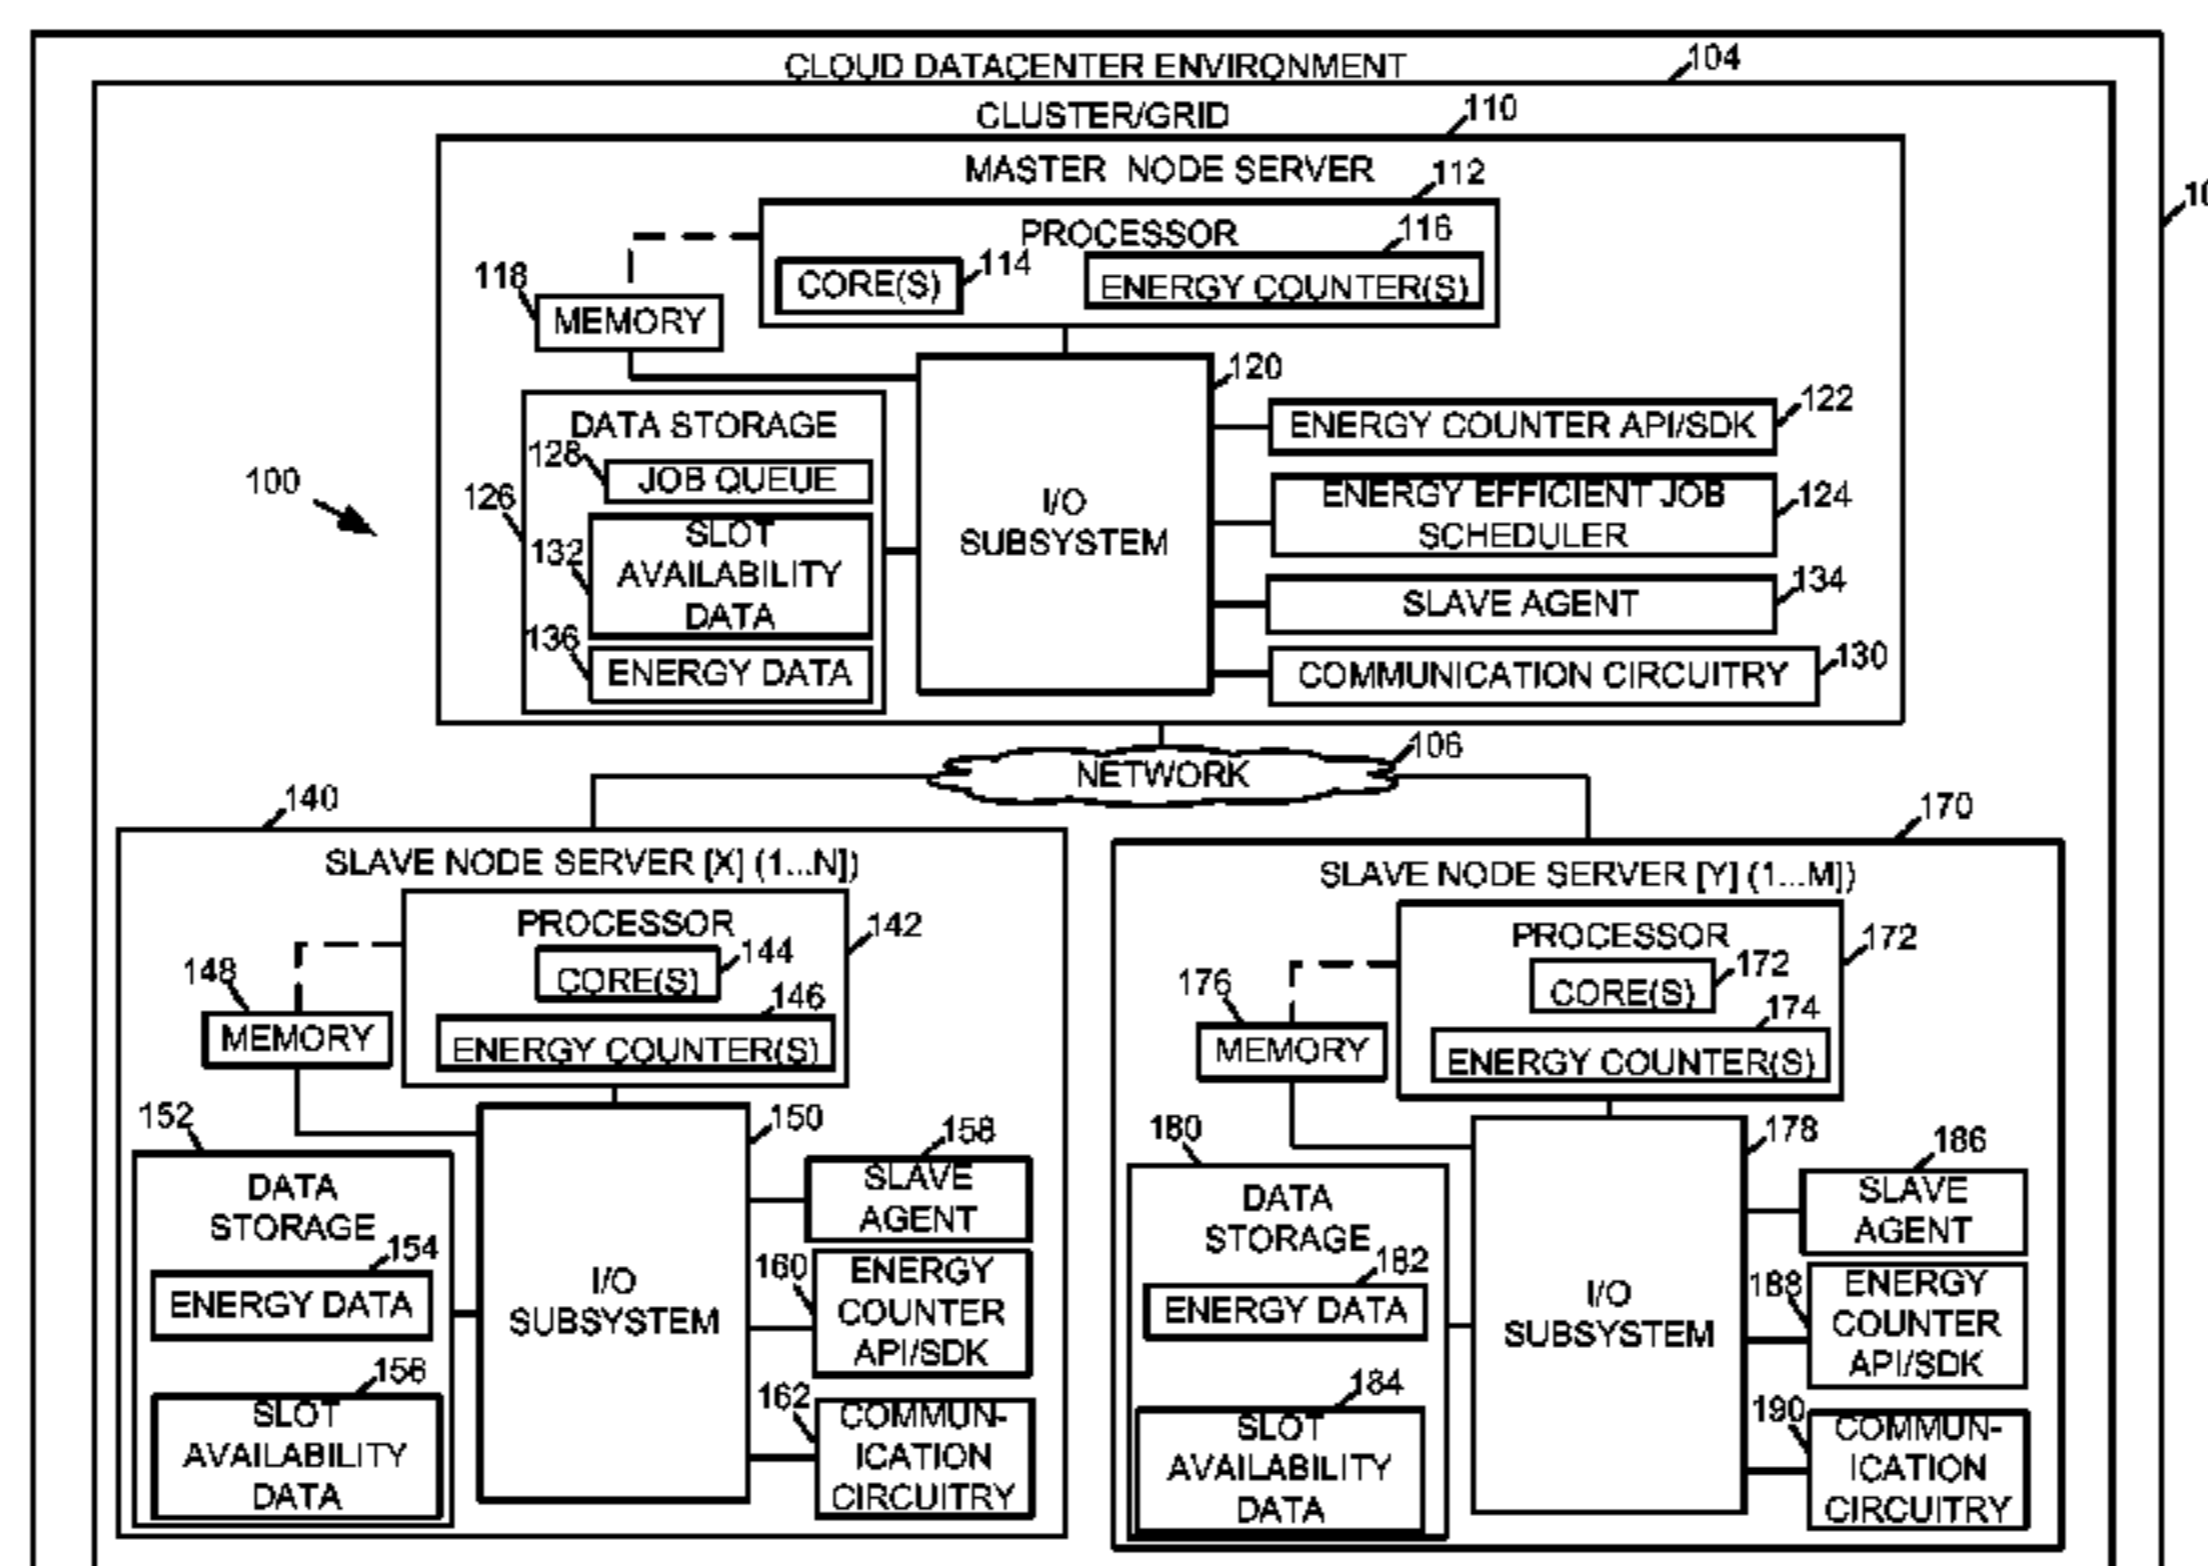 CLOUD DATACENTER ENVIRONMENT
104
CLUSTER/GRID
110
MASTER NODE SERVER
112
PROCESSOR
116
CORE(S)
114
ENERGY COUNTER(S)
118
MEMORY
120
DATA STORAGE
128
JOB QUEUE
126
132
SLOT
AVAILABILITY
DATA
136
ENERGY DATA
100
I/O
SUBSYSTEM
ENERGY COUNTER API/SDK
122
ENERGY EFFICIENT JOB
SCHEDULER
124
SLAVE AGENT
134
COMMUNICATION CIRCUITRY
130
NETWORK
106
140
SLAVE NODE SERVER [X] (1...N])
PROCESSOR
142
CORE(S)
144
146
ENERGY COUNTER(S)
148
MEMORY
152
DATA
STORAGE
154
ENERGY DATA
156
SLOT
AVAILABILITY
DATA
150
I/O
SUBSYSTEM
158
SLAVE
AGENT
160
ENERGY
COUNTER
API/SDK
162
COMMUN-
ICATION
CIRCUITRY
170
SLAVE NODE SERVER [Y] (1...M])
PROCESSOR
172
CORE(S)
172
174
ENERGY COUNTER(S)
176
MEMORY
180
DATA
STORAGE
182
ENERGY DATA
184
SLOT
AVAILABILITY
DATA
178
I/O
SUBSYSTEM
186
SLAVE
AGENT
188
ENERGY
COUNTER
API/SDK
190
COMMUN-
ICATION
CIRCUITRY